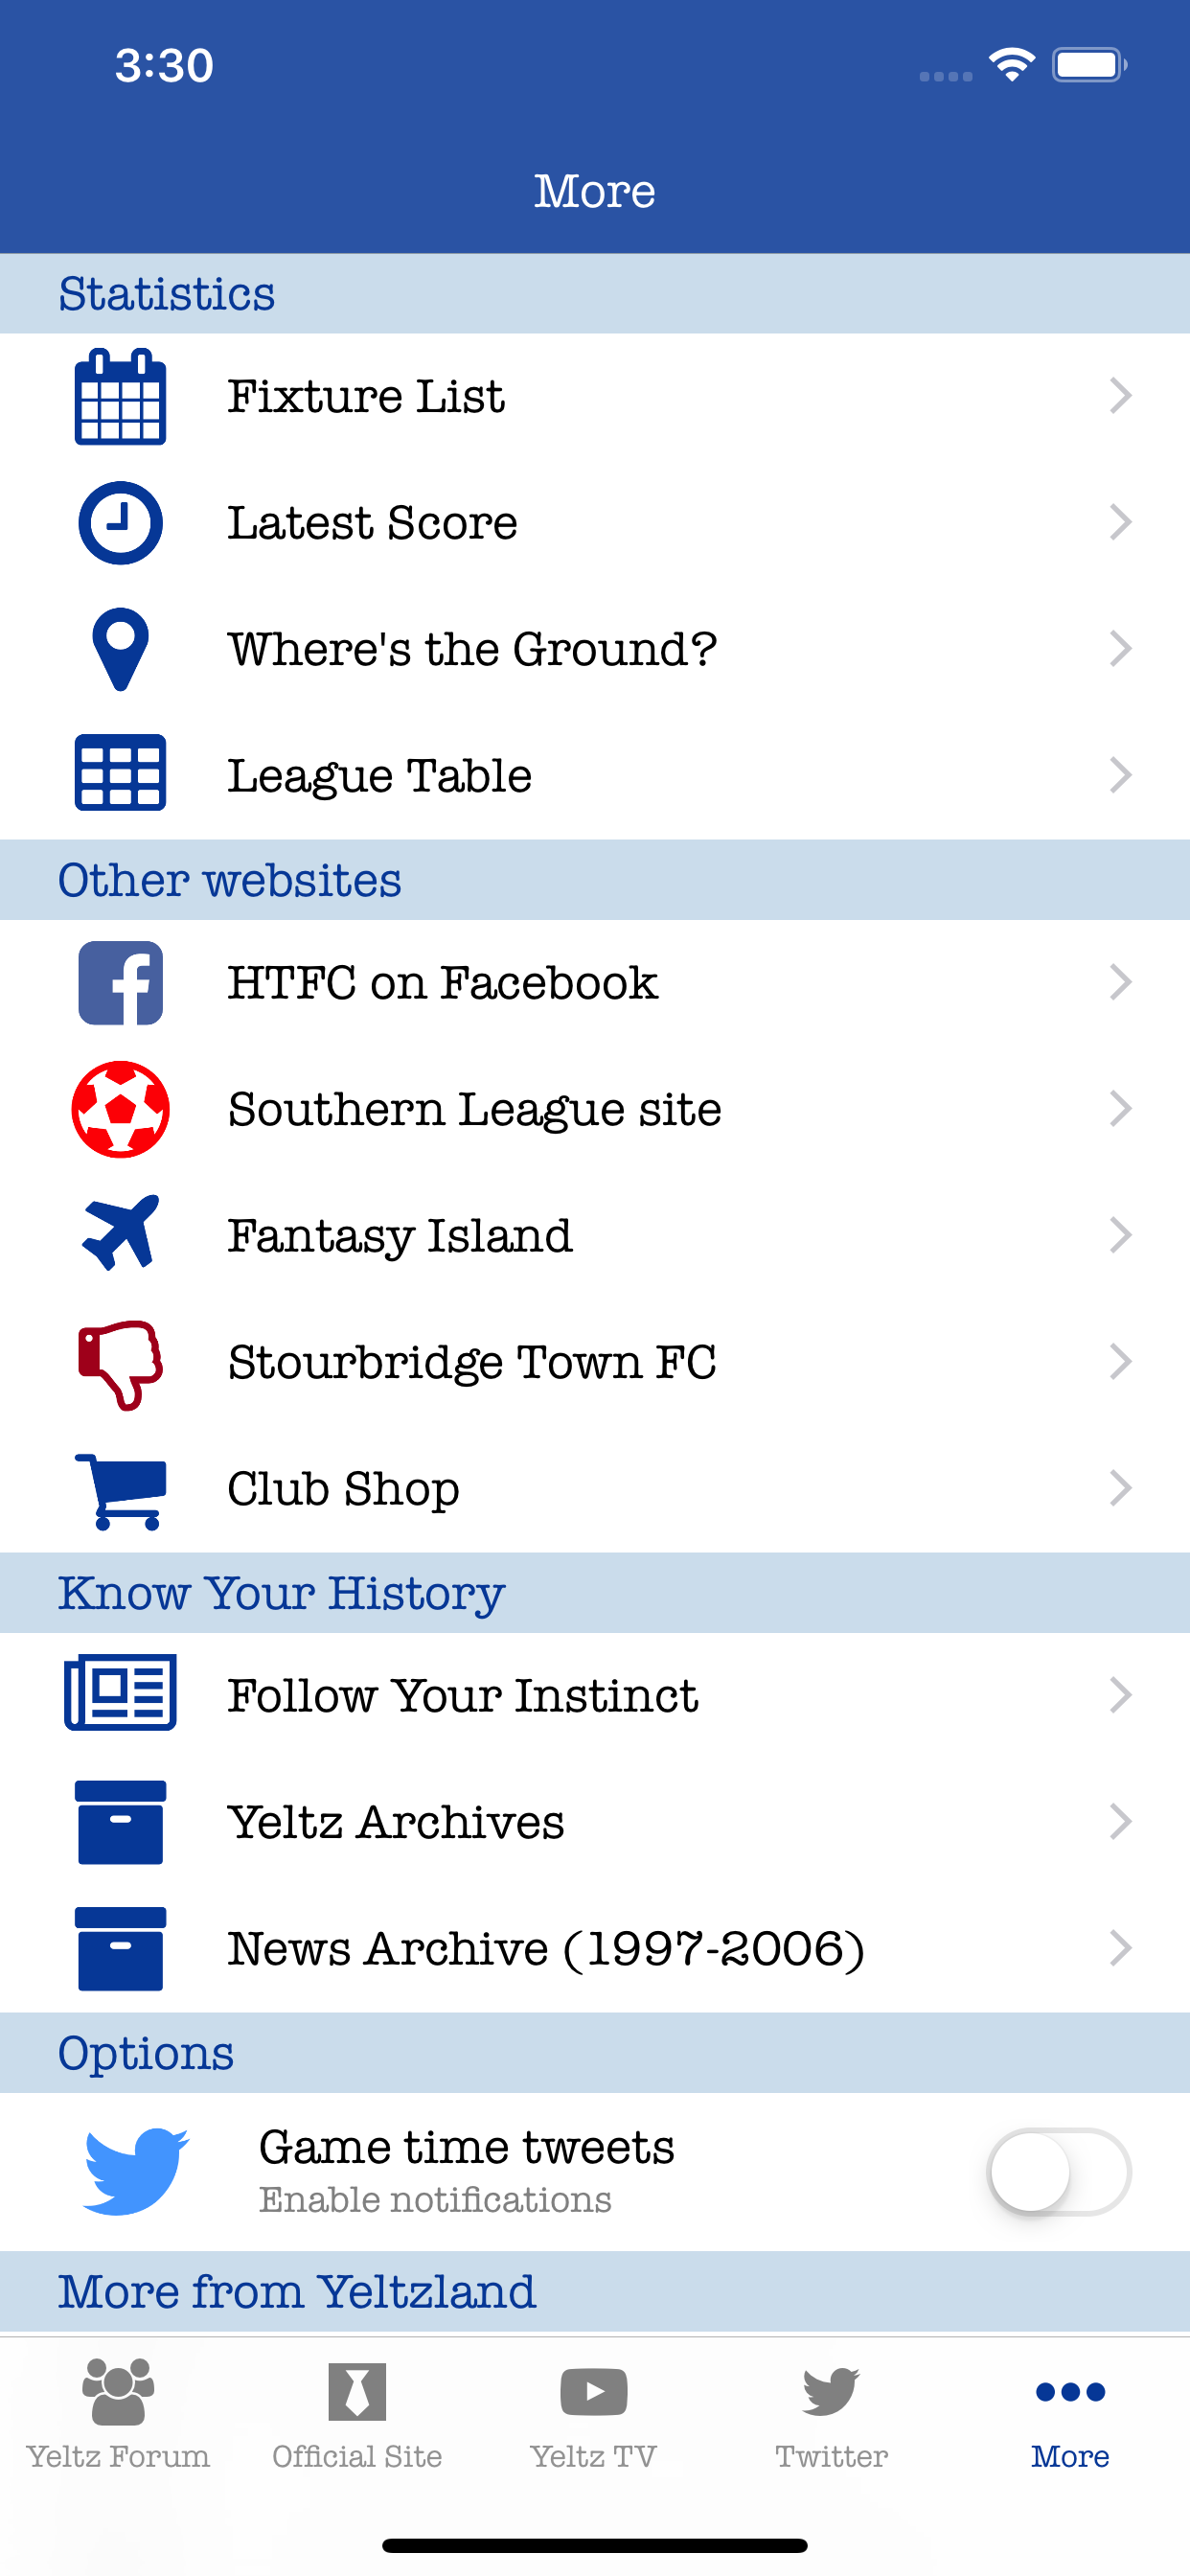 3:30
More
Statistics
Fixture List
Latest Score
Where's the Ground?
League Table
Other websites
HTFC on Facebook
Southern League site
Fantasy Island
Stourbridge Town FC
Club Shop
Know Your History
Follow Your Instinct
Yeltz Archives
News Archive (1997-2006)
Options
Game time tweets
Enable notifications
More from Yeltzland
Yeltz Forum
Official Site
Yeltz TV
Twitter
More